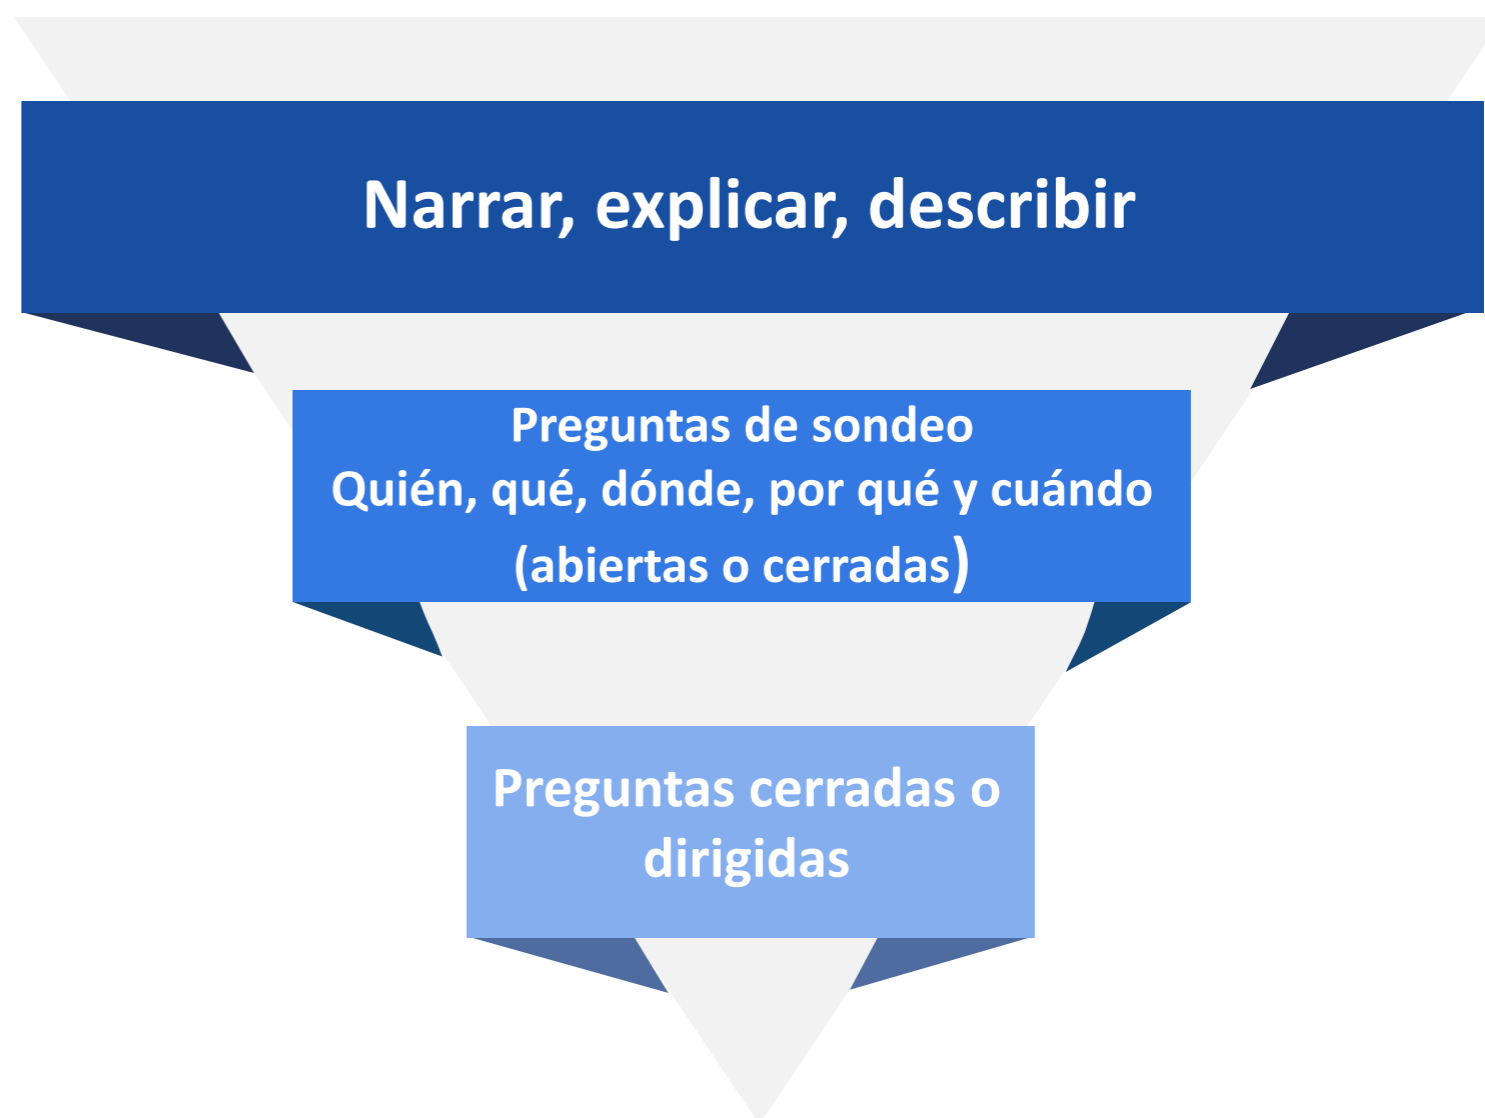 Narrar, explicar, describir
Preguntas de sondeo
Quién, qué, dónde, por qué y cuándo
(abiertas o cerradas)
Preguntas cerradas o
dirigidas